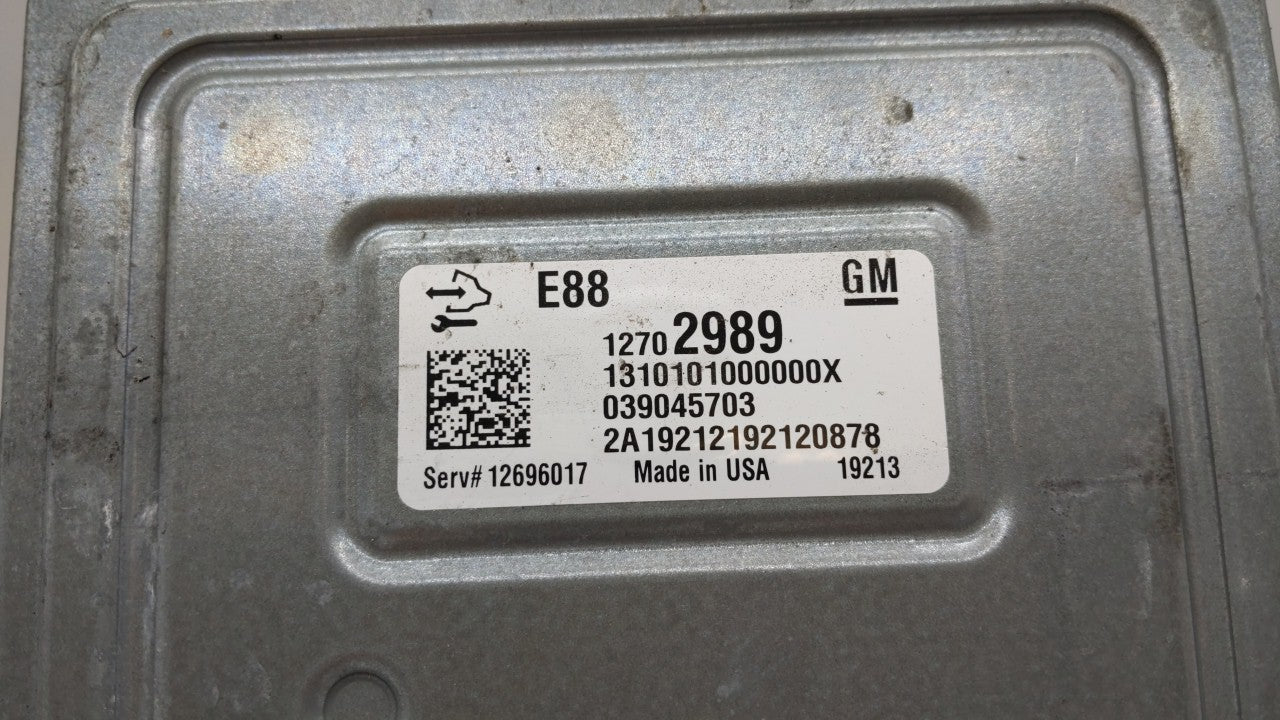 E88 GM
12702989
1310101000000X
039045703
2A19212192120878
Serv# 12696017 Made in USA 19213